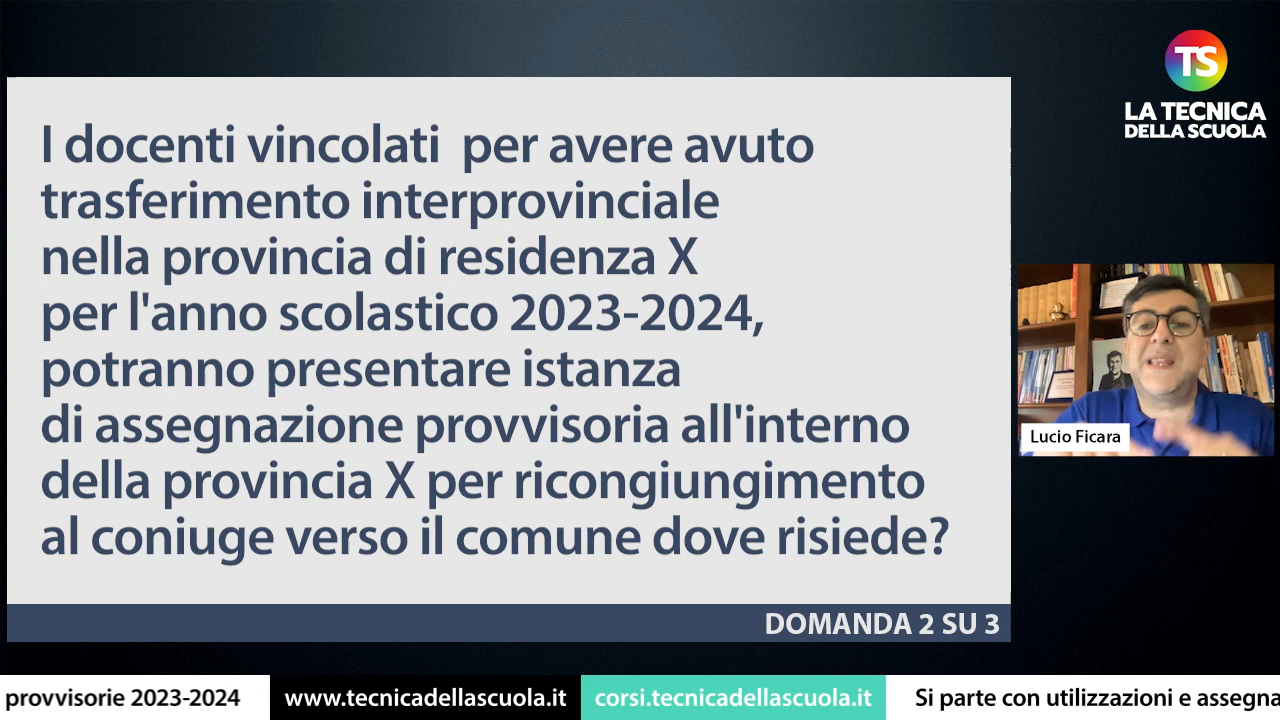 TS
LA TECNICA
DELLA SCUOLA
I docenti vincolati per avere avuto
trasferimento interprovinciale
nella provincia di residenza X
per l'anno scolastico 2023-2024,
potranno presentare istanza
di assegnazione provvisoria all'interno
della provincia X per ricongiungimento
al coniuge verso il comune dove risiede?
DOMANDA 2 SU 3
Lucio Ficara
provvisorie 2023-2024
www.tecnicadellascuola.it
corsi.tecnicadellascuola.it
Si parte con utilizzazioni e assegna